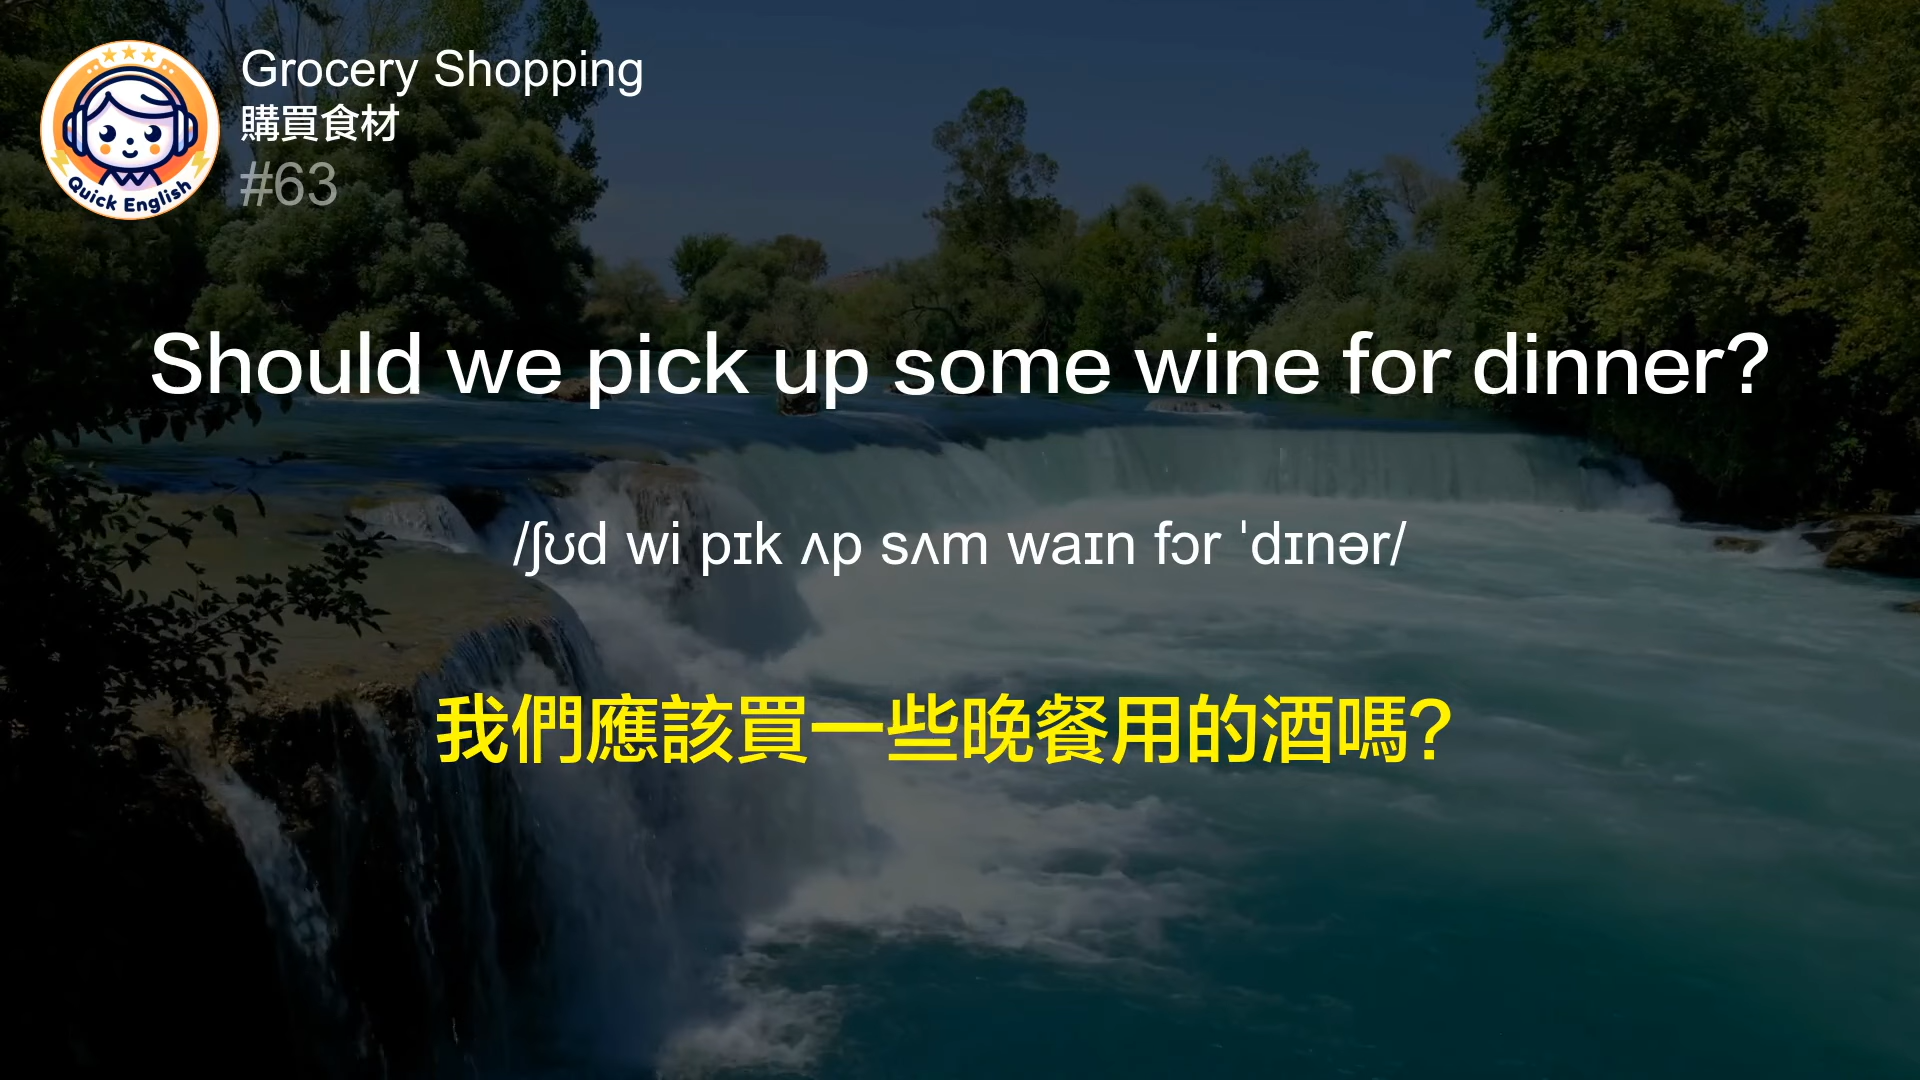 Quick English
Grocery Shopping
購買食材
#63
Should we pick up some wine for dinner?
/ʃʊd wi pɪk ʌp sʌm waɪn fɔr ˈdɪnər/
我們應該買一些晚餐用的酒嗎?